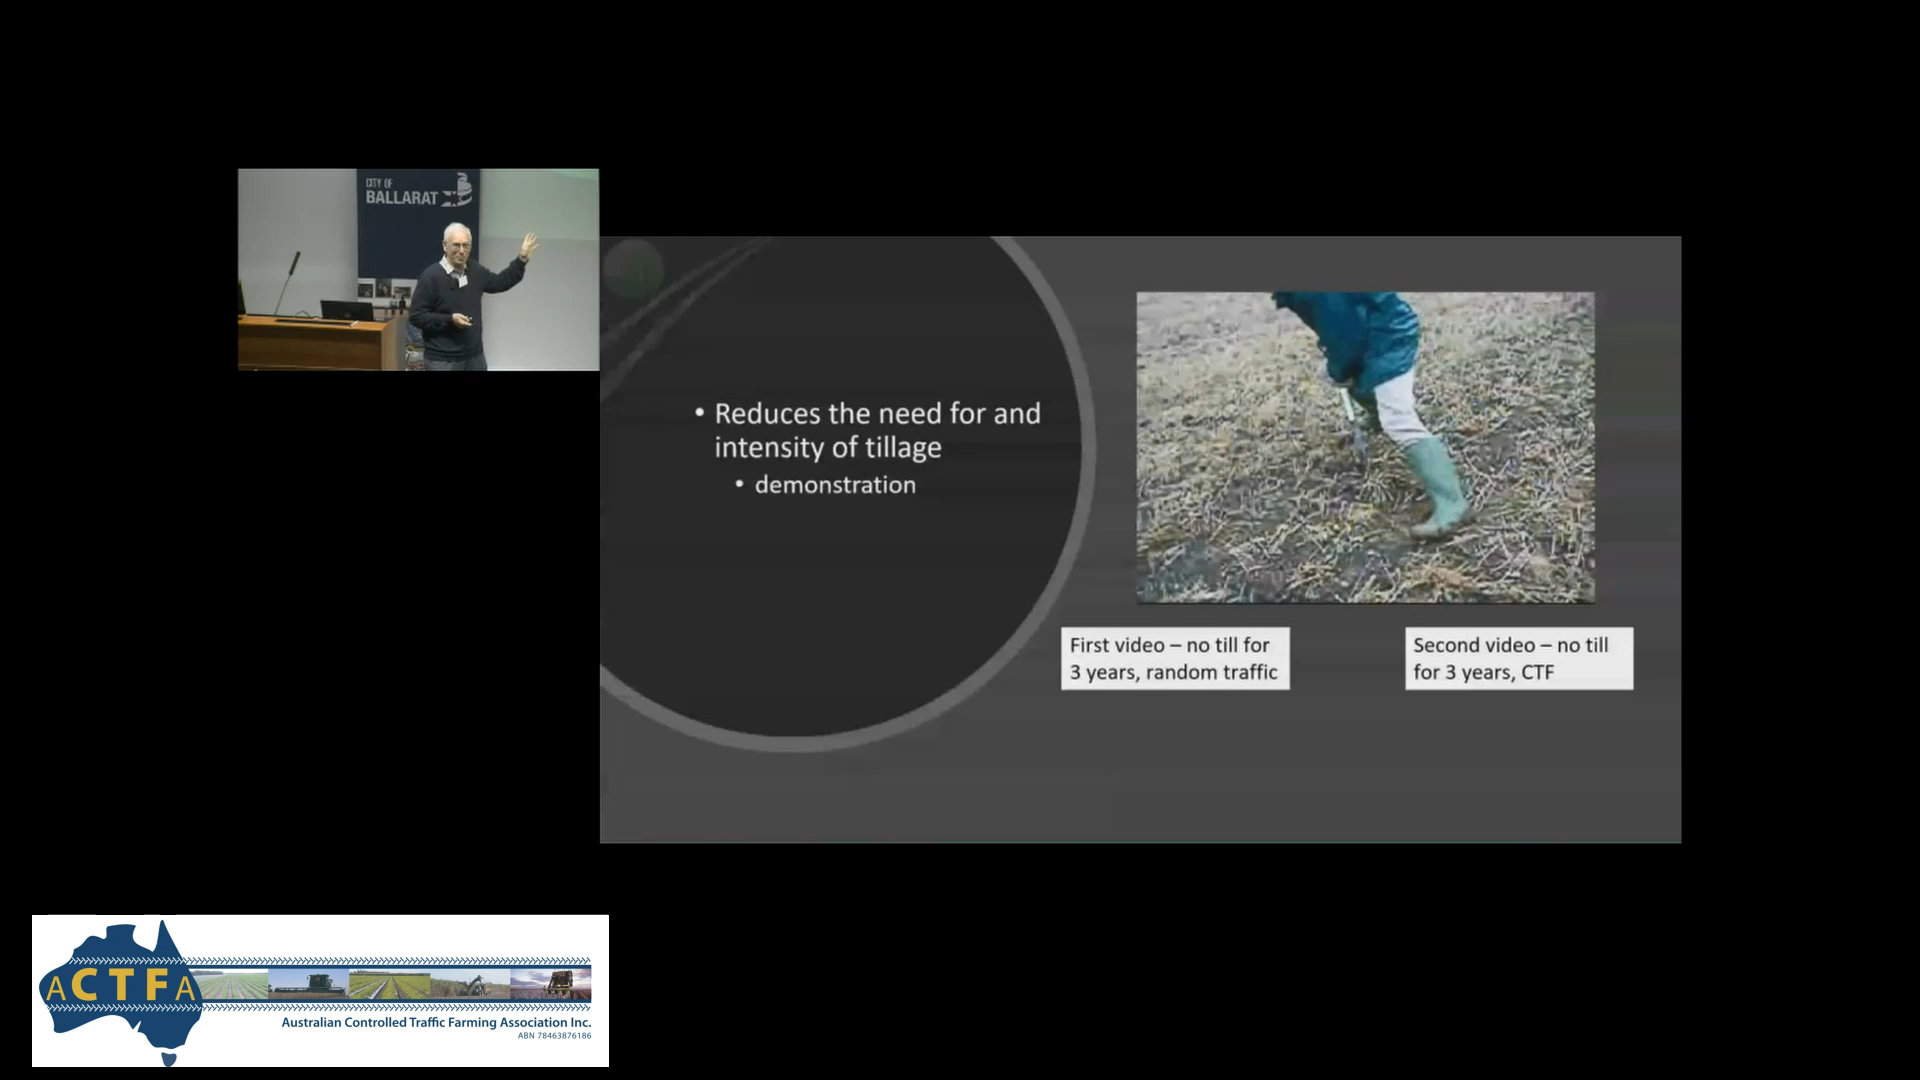 CITY OF
BALLARAT
• Reduces the need for and
intensity of tillage
• demonstration
First video – no till for
3 years, random traffic
Second video – no till
for 3 years, CTF
ACTFA
Australian Controlled Traffic Farming Association Inc.
ABN 78463876186